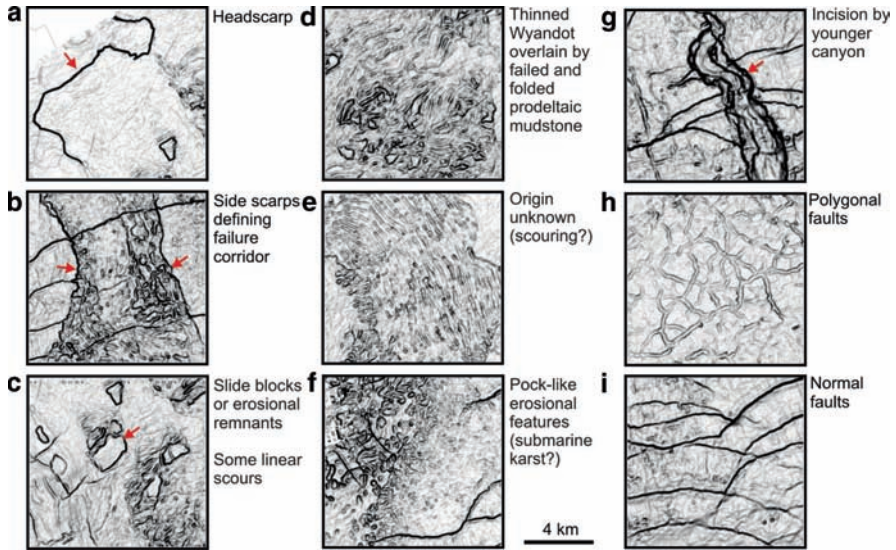 a
Headscarp
b
Side scarps
defining
failure
corridor
c
Slide blocks
or erosional
remnants
Some linear
scours
d
Thinned
Wyandot
overlain by
failed and
folded
prodeltaic
mudstone
e
Origin
unknown
(scouring?)
f
Pock-like
erosional
features
(submarine
karst?)
4 km
g
Incision by
younger
canyon
h
Polygonal
faults
i
Normal
faults